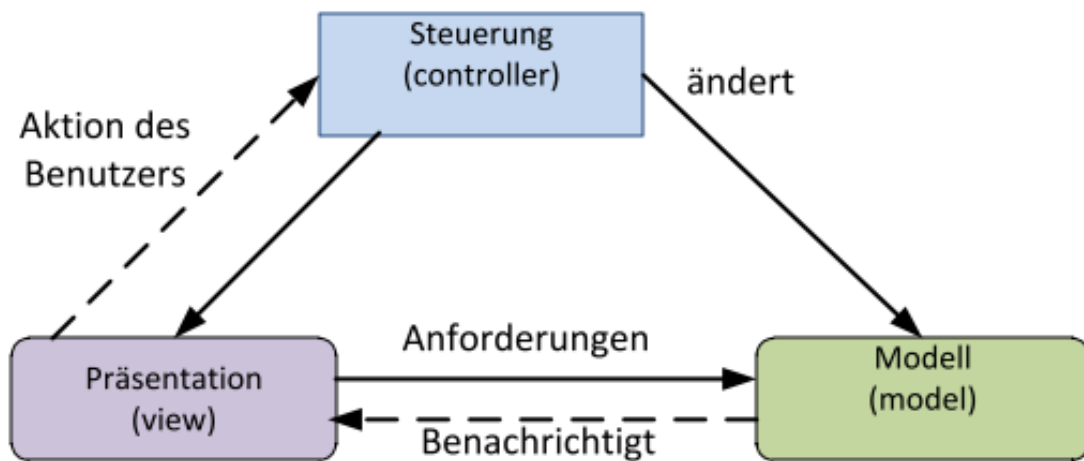 Steuerung
(controller)
ändert
Aktion des
Benutzers
Anforderungen
Präsentation
(view)
Modell
(model)
Benachrichtigt